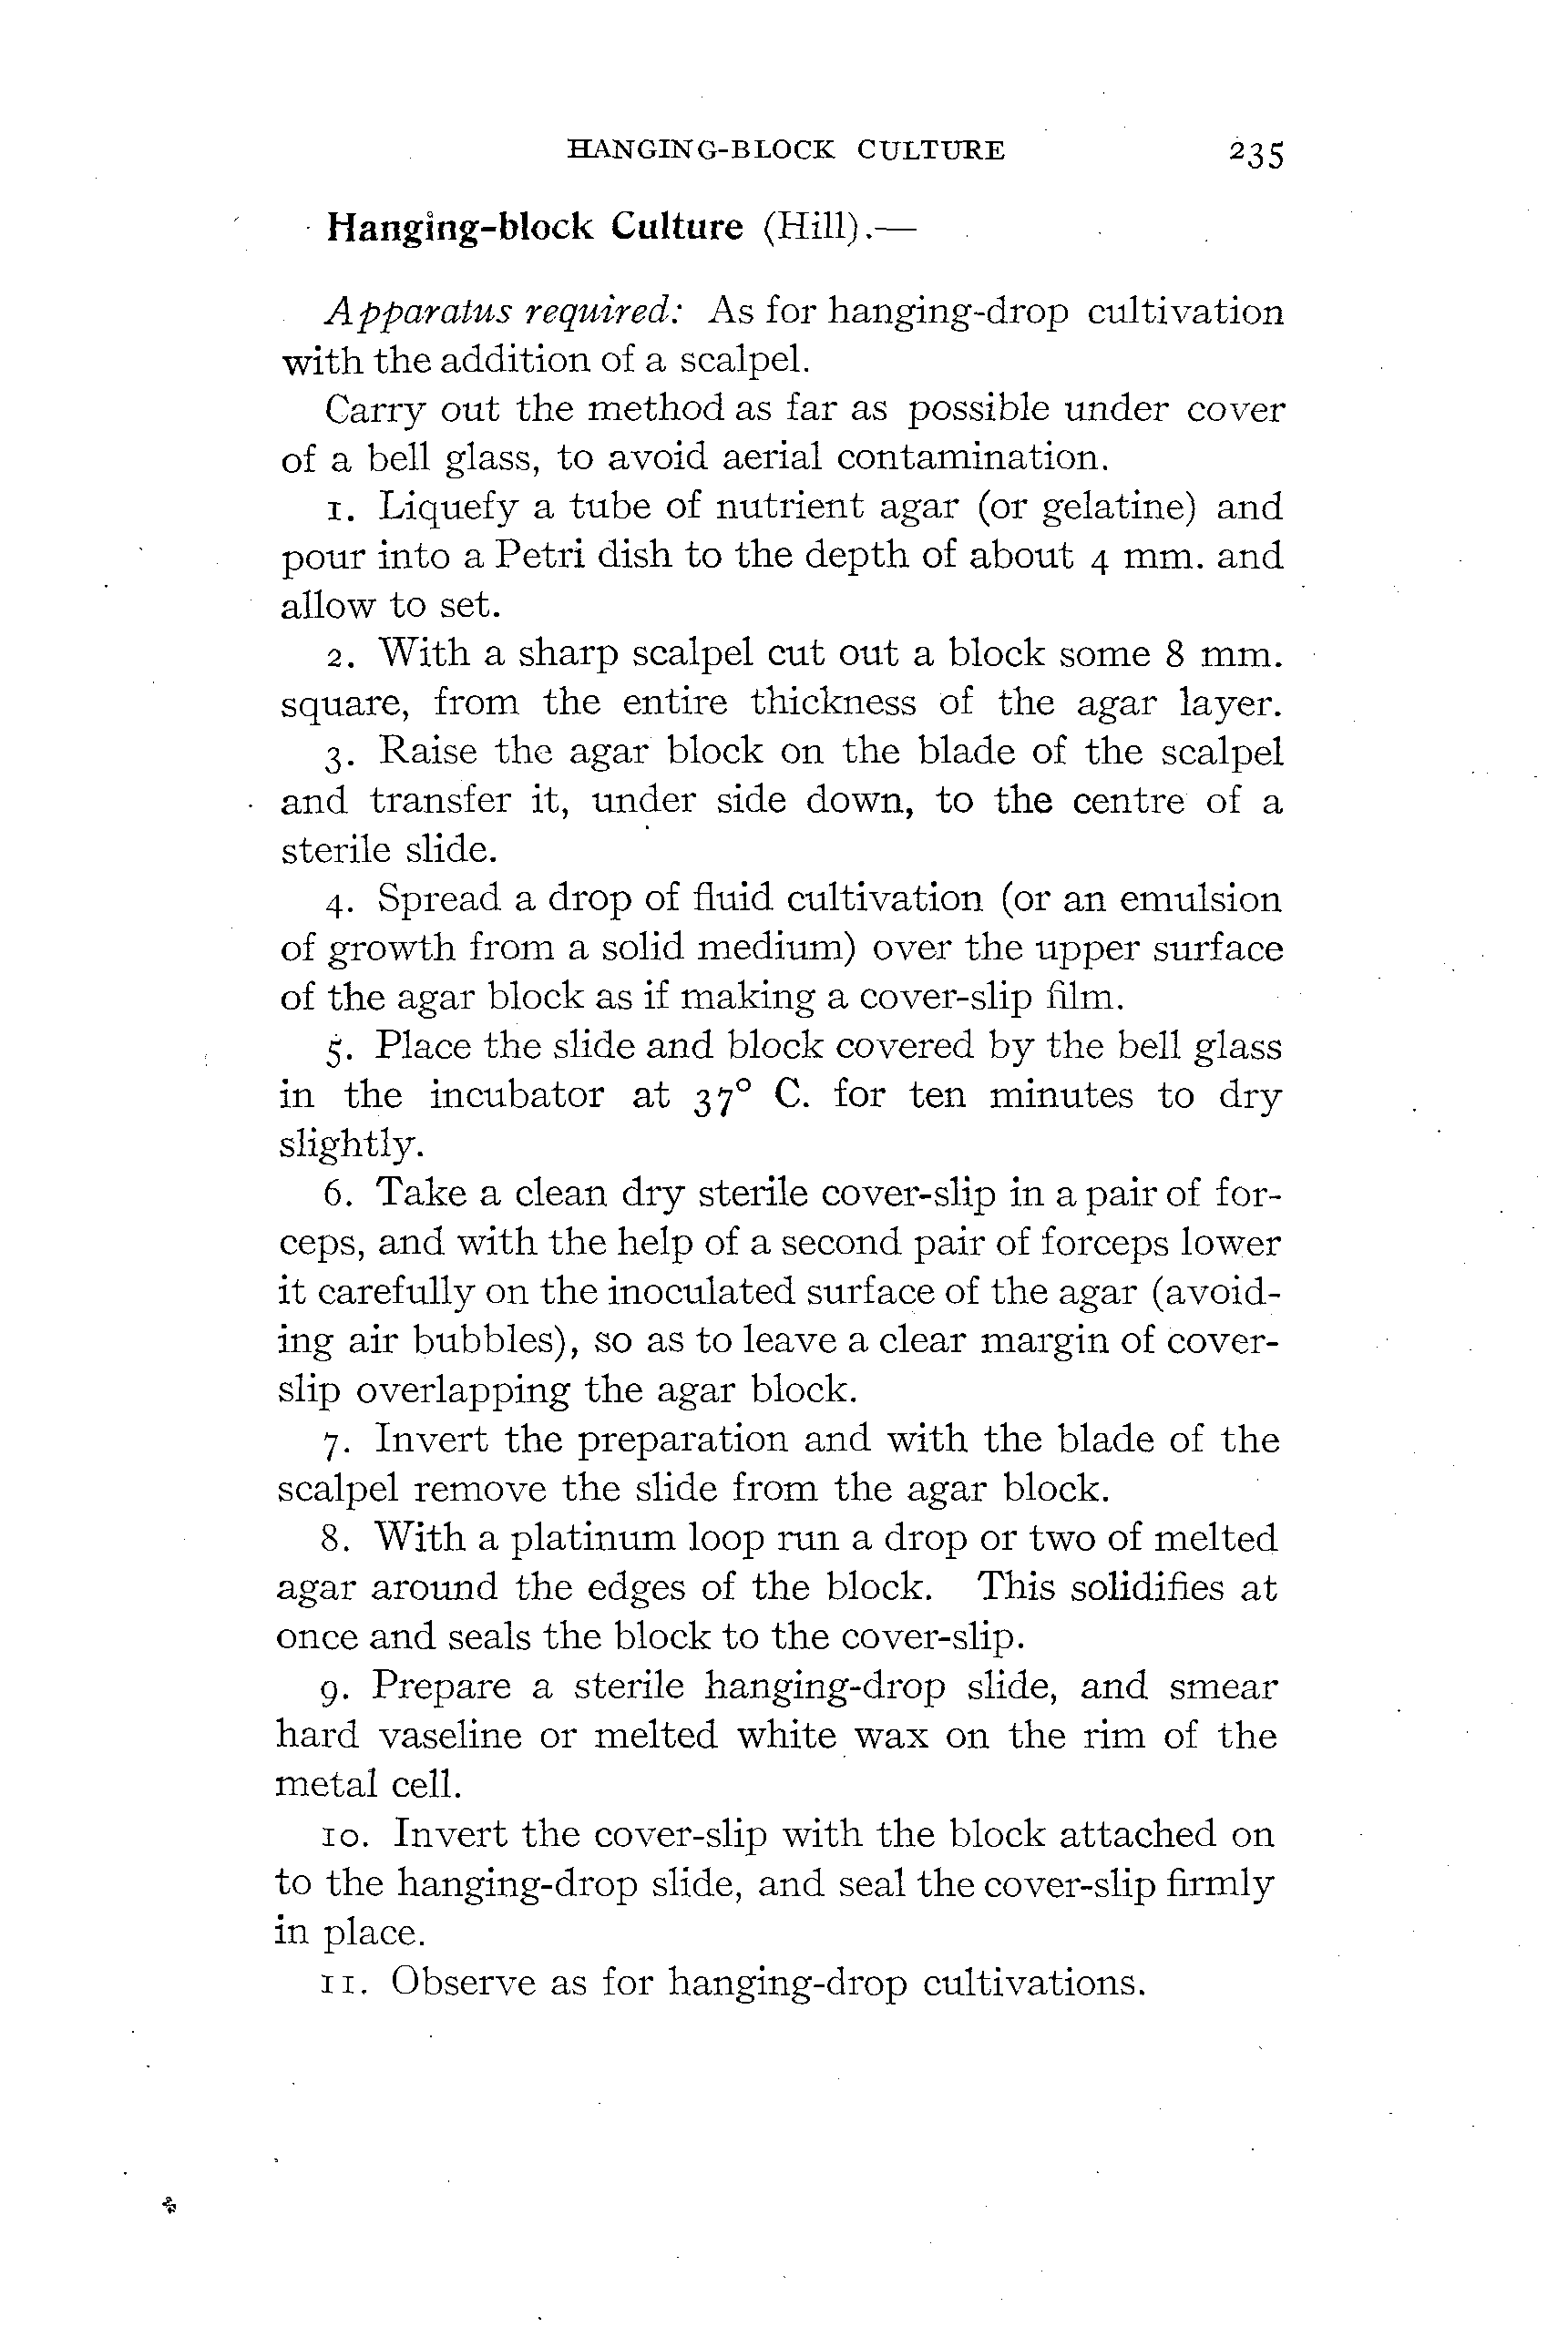 HANGING-BLOCK CULTURE 235
Hanging-block Culture (Hill).—
Apparatus required: As for hanging-drop cultivation
with the addition of a scalpel.
Carry out the method as far as possible under cover
of a bell glass, to avoid aerial contamination.
1. Liquefy a tube of nutrient agar (or gelatine) and
pour into a Petri dish to the depth of about 4 mm. and
allow to set.
2. With a sharp scalpel cut out a block some 8 mm.
square, from the entire thickness of the agar layer.
3. Raise the agar block on the blade of the scalpel
and transfer it, under side down, to the centre of a
sterile slide.
4. Spread a drop of fluid cultivation (or an emulsion
of growth from a solid medium) over the upper surface
of the agar block as if making a cover-slip film.
5. Place the slide and block covered by the bell glass
in the incubator at 37° C. for ten minutes to dry
slightly.
6. Take a clean dry sterile cover-slip in a pair of for-
ceps, and with the help of a second pair of forceps lower
it carefully on the inoculated surface of the agar (avoid-
ing air bubbles), so as to leave a clear margin of cover-
slip overlapping the agar block.
7. Invert the preparation and with the blade of the
scalpel remove the slide from the agar block.
8. With a platinum loop run a drop or two of melted
agar around the edges of the block. This solidifies at
once and seals the block to the cover-slip.
9. Prepare a sterile hanging-drop slide, and smear
hard vaseline or melted white wax on the rim of the
metal cell.
10. Invert the cover-slip with the block attached on
to the hanging-drop slide, and seal the cover-slip firmly
in place.
11. Observe as for hanging-drop cultivations.